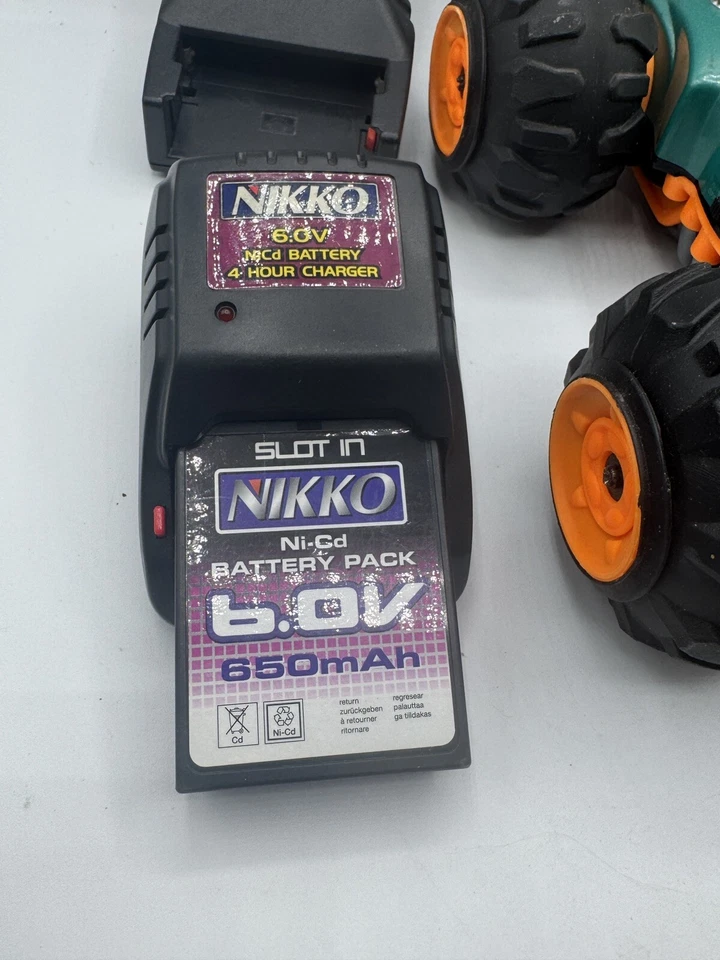 NIKKO
6.0V
NiCd BATTERY
4 HOUR CHARGER
SLOT IN
NIKKO
Ni-Cd
BATTERY PACK
6.0V
650mAh
Cd
Ni-Cd
return
zurückgeben
à retourner
ritornare
regresear
palauttaa
ga tilldakas